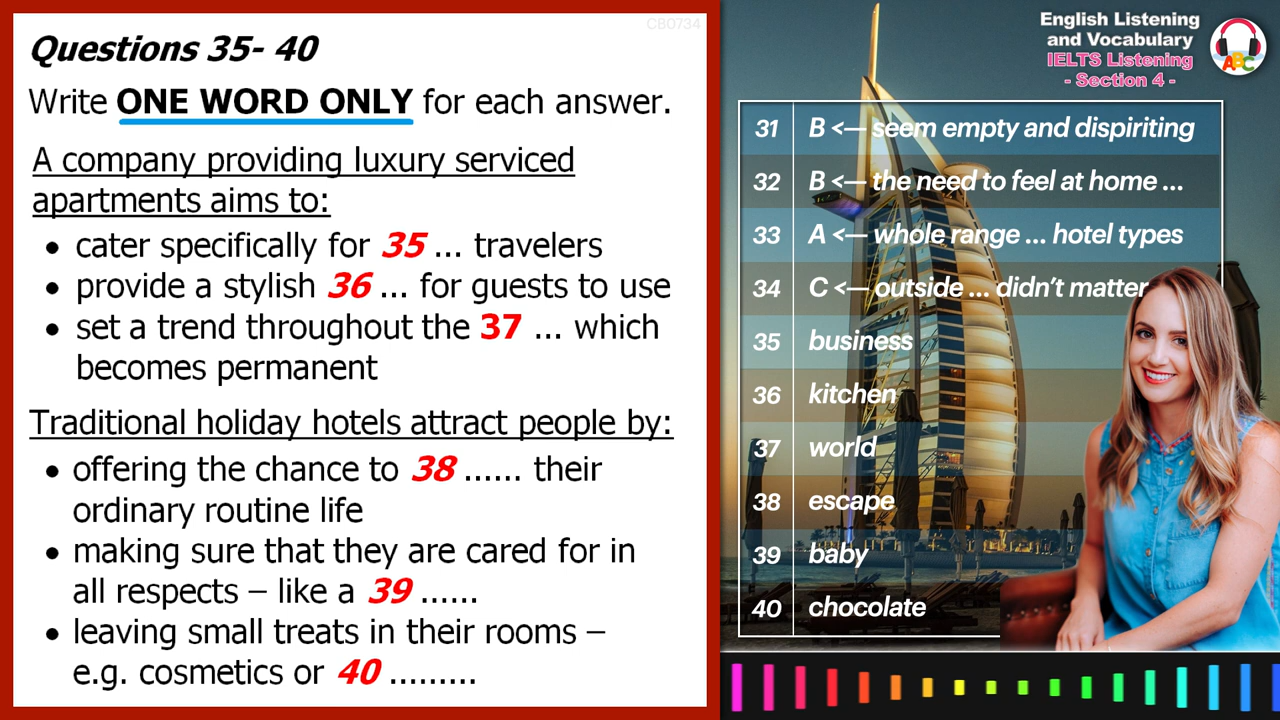 CB0734
Questions 35- 40
Write ONE WORD ONLY for each answer.
A company providing luxury serviced
apartments aims to:
• cater specifically for 35 ... travelers
• provide a stylish 36 ... for guests to use
• set a trend throughout the 37 ... which
becomes permanent
Traditional holiday hotels attract people by:
• offering the chance to 38 ...... their
ordinary routine life
• making sure that they are cared for in
all respects – like a 39 ......
• leaving small treats in their rooms –
e.g. cosmetics or 40 .........
English Listening
and Vocabulary
IELTS Listening
- Section 4 -
ABC
31 B <— seem empty and dispiriting
32 B <— the need to feel at home ...
33 A <— whole range ... hotel types
34 C <— outside ... didn't matter
35 business
36 kitchen
37 world
38 escape
39 baby
40 chocolate